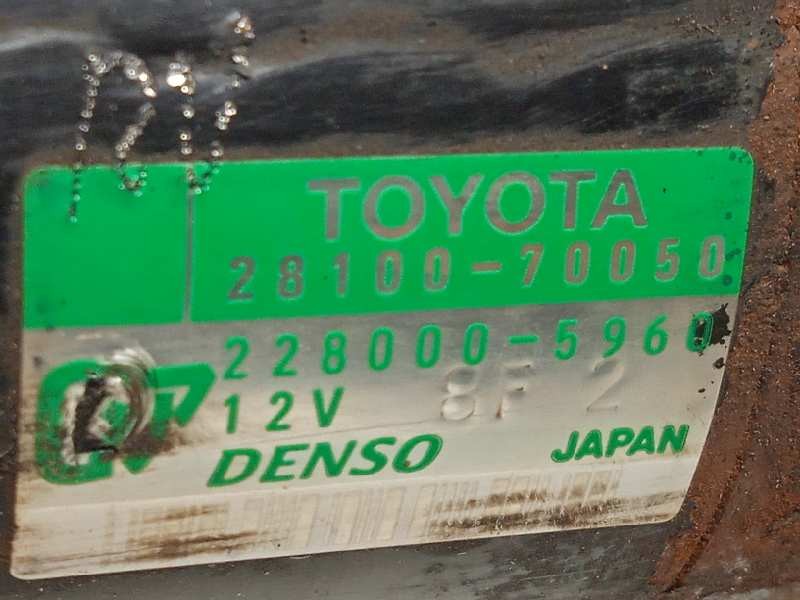 TOYOTA
28100-70050
228000-5960
12V 8F 2
DENSO JAPAN